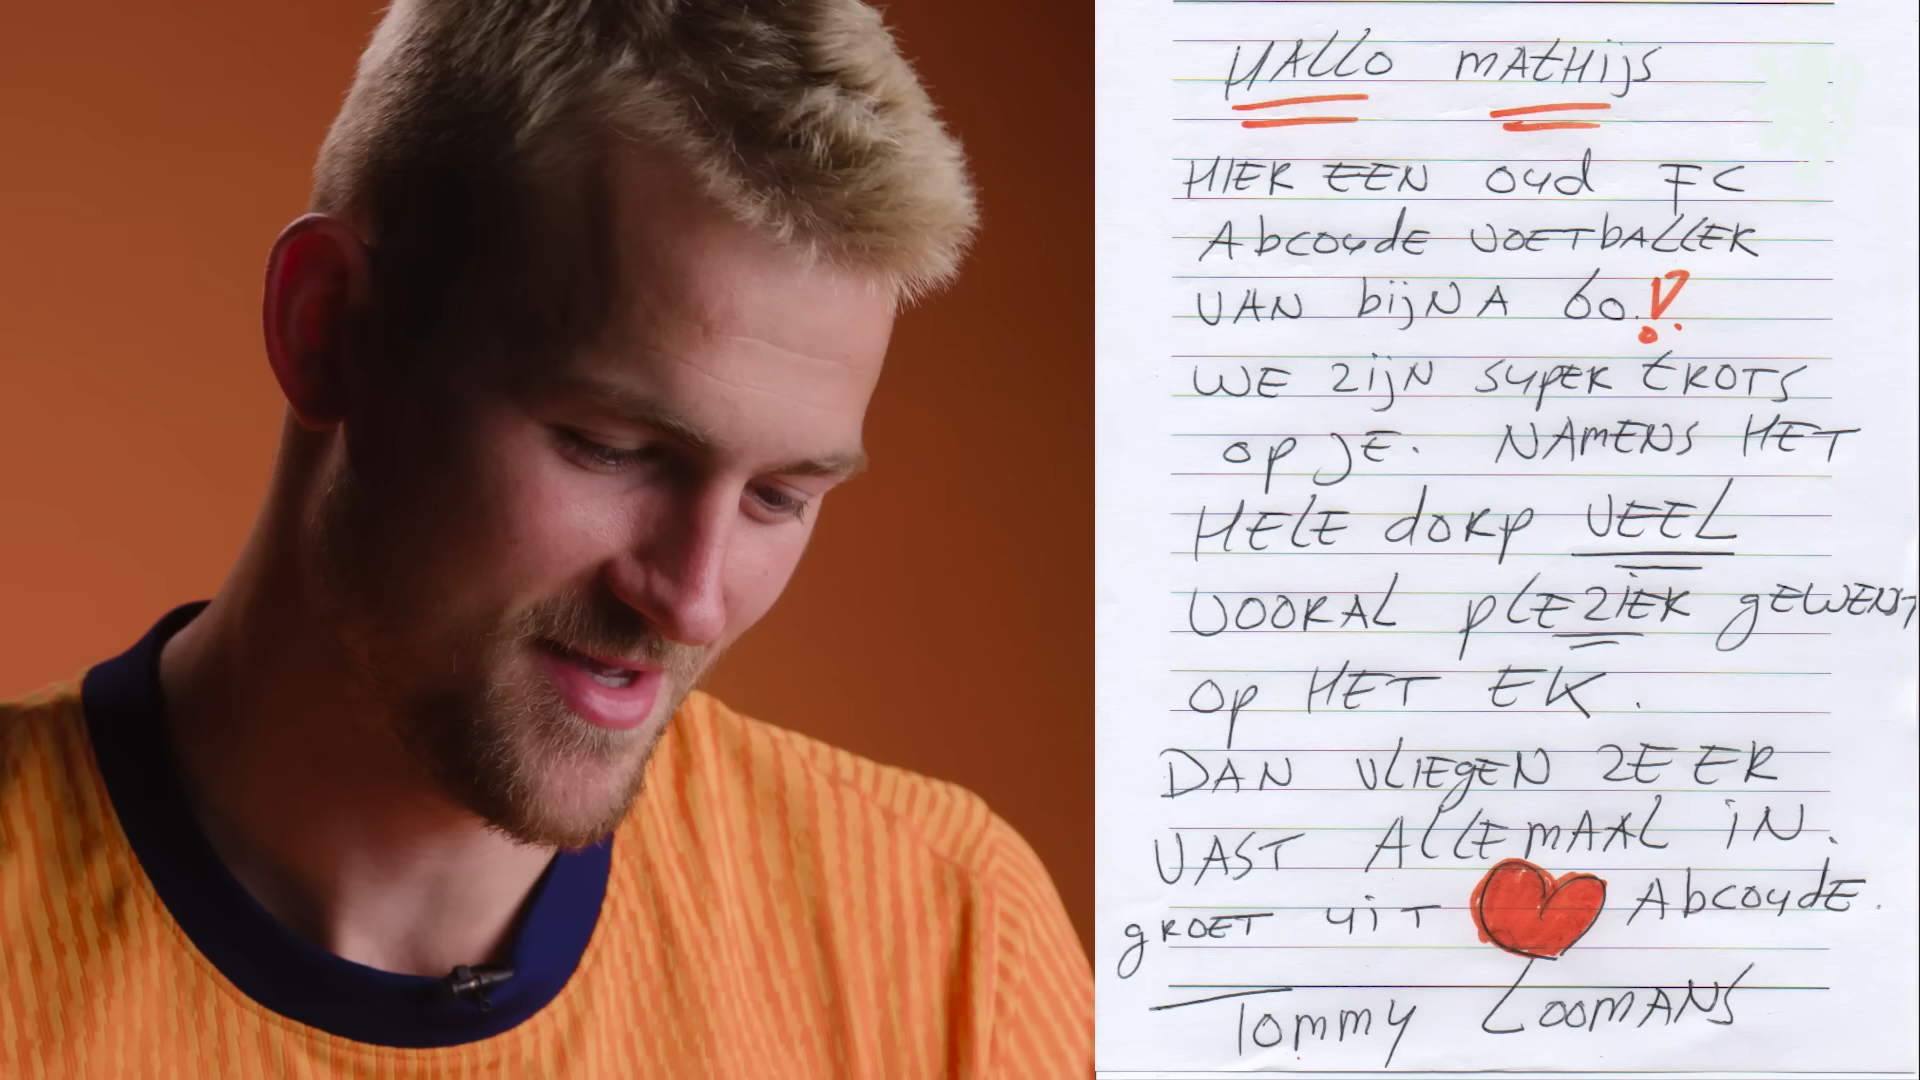 HALLO MATHIJS
HIER EEN OUD FC
AbcoudE VOETbALLER
VAN bijNA 60!?
WE ZIJN SUPER tROTS
op JE. NAMENS HET
HELE dORp VEEL
VOORAL pLEZiER gEWENST
Op HET EK.
DAN VLIEgEN ZE ER
VAST ALLEMAAL iN.
gROET uiT AbcoudE.
Tommy LoomANS